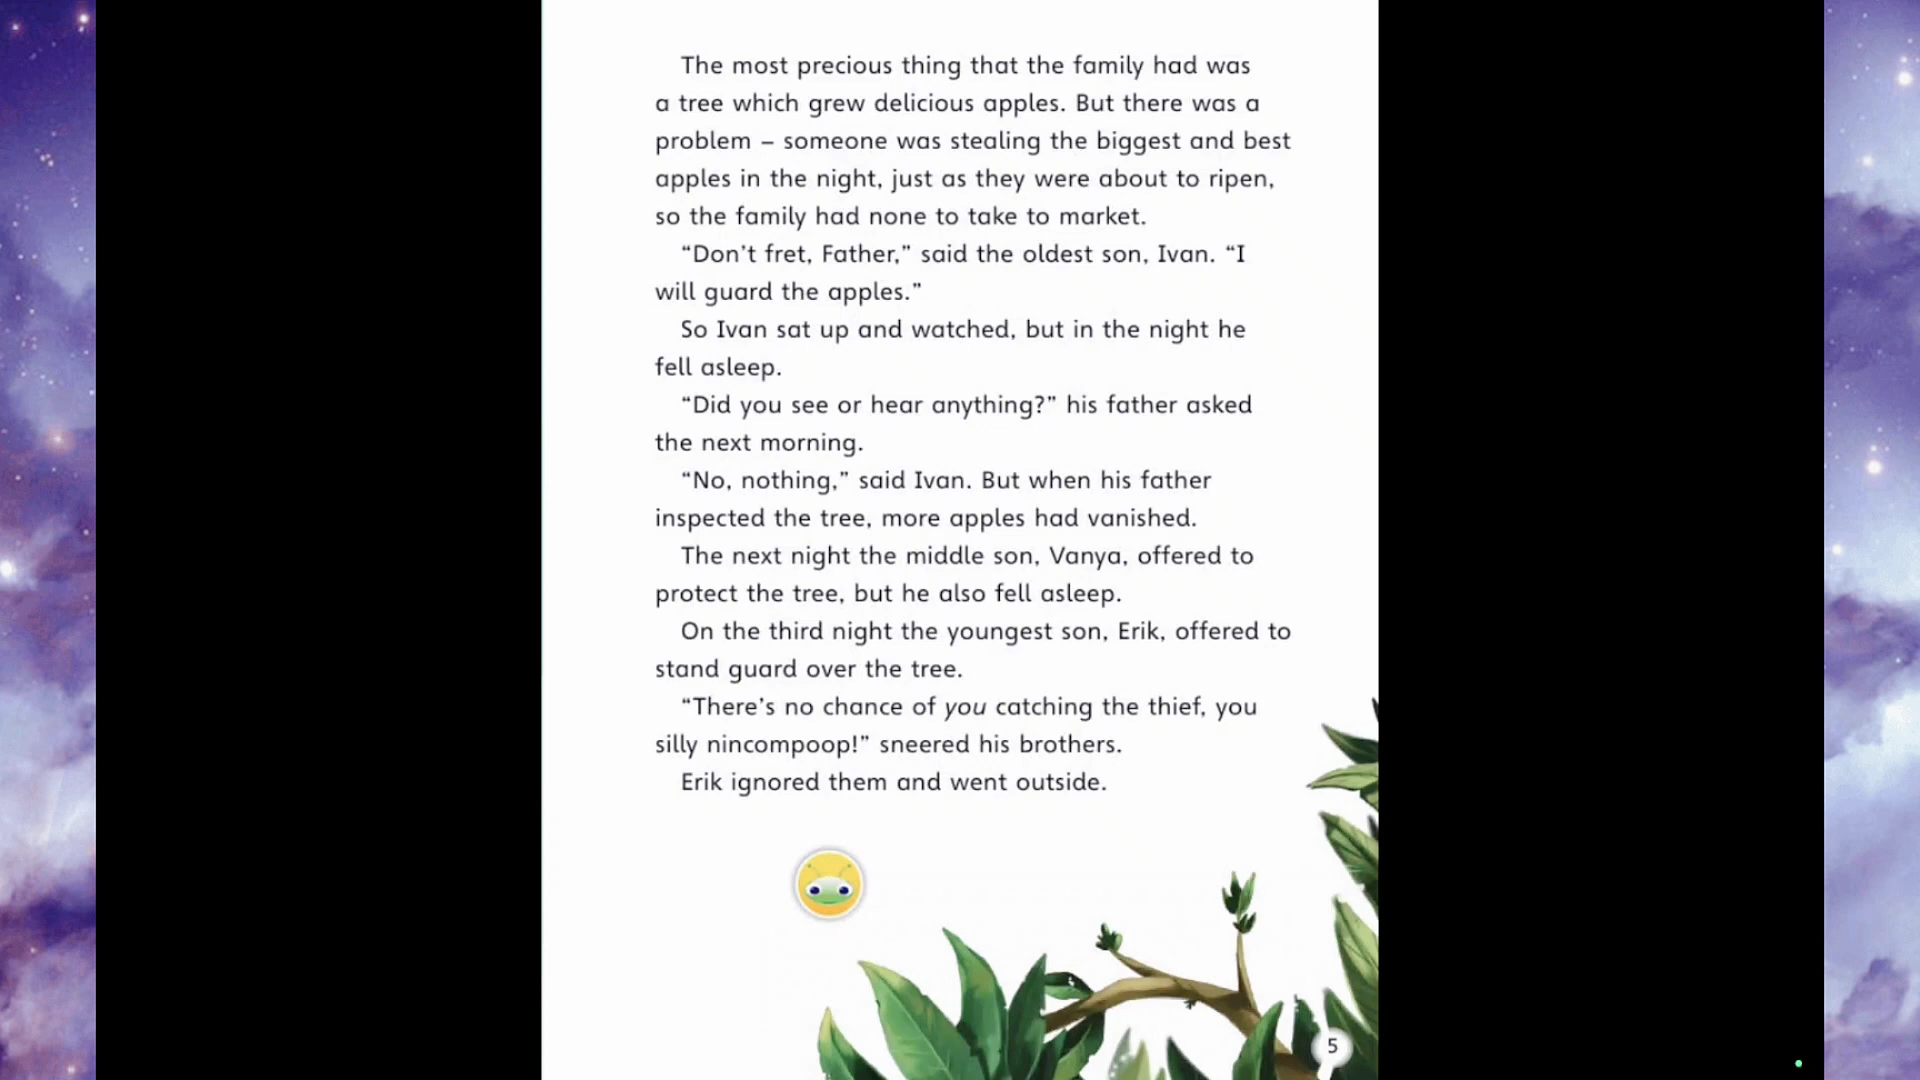 The most precious thing that the family had was
a tree which grew delicious apples. But there was a
problem – someone was stealing the biggest and best
apples in the night, just as they were about to ripen,
so the family had none to take to market.
“Don’t fret, Father,” said the oldest son, Ivan. “I
will guard the apples.”
So Ivan sat up and watched, but in the night he
fell asleep.
“Did you see or hear anything?” his father asked
the next morning.
“No, nothing,” said Ivan. But when his father
inspected the tree, more apples had vanished.
The next night the middle son, Vanya, offered to
protect the tree, but he also fell asleep.
On the third night the youngest son, Erik, offered to
stand guard over the tree.
“There’s no chance of you catching the thief, you
silly nincompoop!” sneered his brothers.
Erik ignored them and went outside.
5